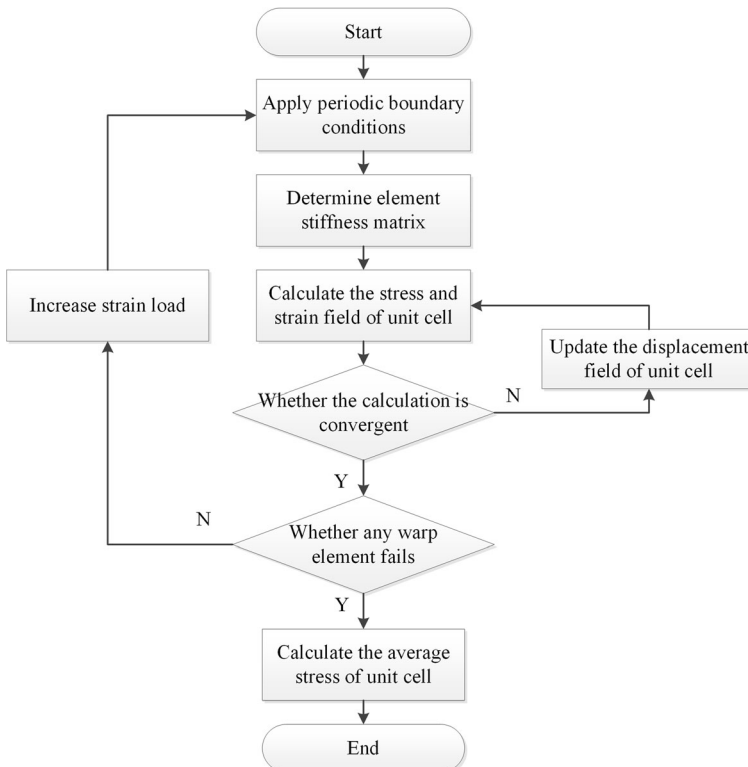 Start
Apply periodic boundary
conditions
Determine element
stiffness matrix
Increase strain load
Calculate the stress and
strain field of unit cell
Update the displacement
field of unit cell
Whether the calculation is
convergent
N
Y
Whether any warp
element fails
N
Y
Calculate the average
stress of unit cell
End